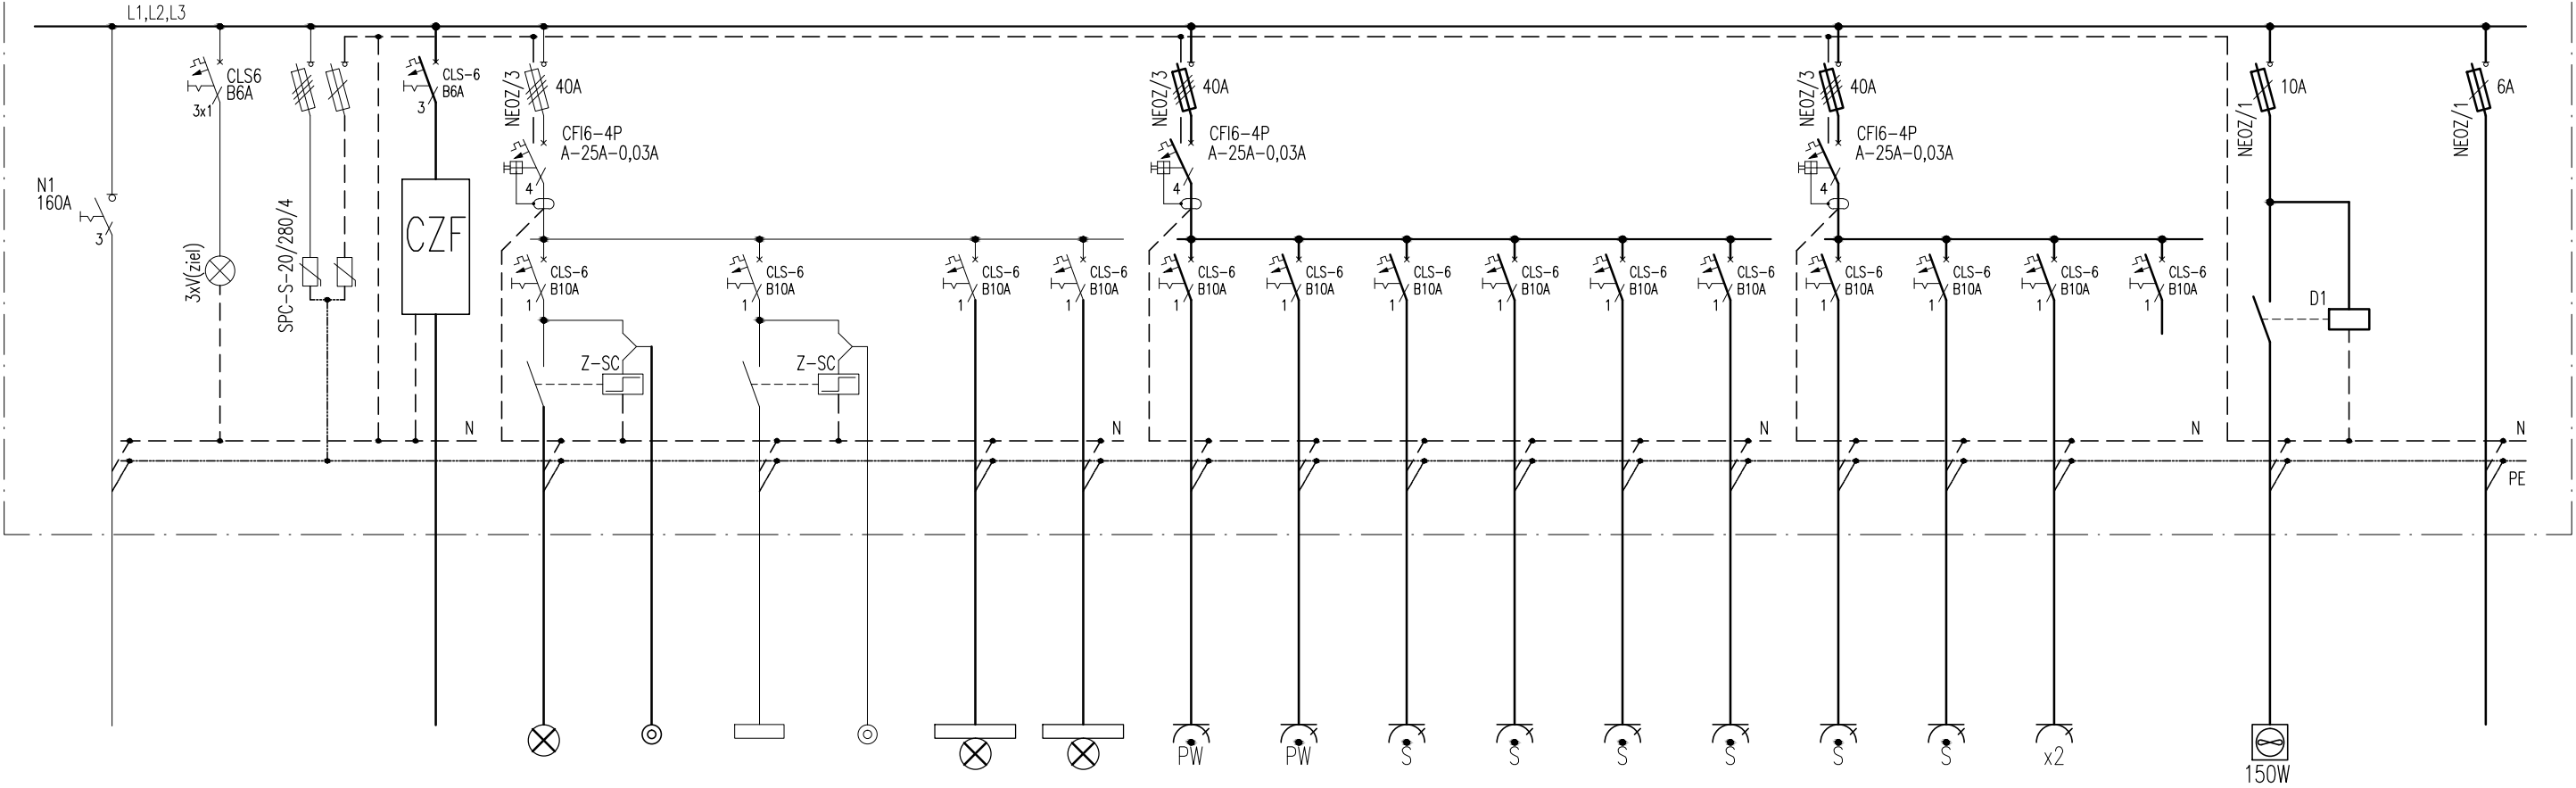 L1,L2,L3
CLS6
B6A
3x1
CLS-6
B6A
3
NEOZ/3
40A
NEOZ/3
40A
NEOZ/3
40A
NEOZ/1
10A
NEOZ/1
6A
CFI6-4P
A-25A-0,03A
4
CFI6-4P
A-25A-0,03A
4
CFI6-4P
A-25A-0,03A
4
N1
160A
3
3xV(ziel)
SPC-S-20/280/4
CZF
CLS-6
B10A
1
CLS-6
B10A
1
CLS-6
B10A
1
CLS-6
B10A
1
CLS-6
B10A
1
CLS-6
B10A
1
CLS-6
B10A
1
CLS-6
B10A
1
CLS-6
B10A
1
CLS-6
B10A
1
CLS-6
B10A
1
CLS-6
B10A
1
CLS-6
B10A
1
CLS-6
B10A
1
D1
Z-SC
Z-SC
N
N
N
N
N
PE
PW
PW
S
S
S
S
S
S
x2
150W